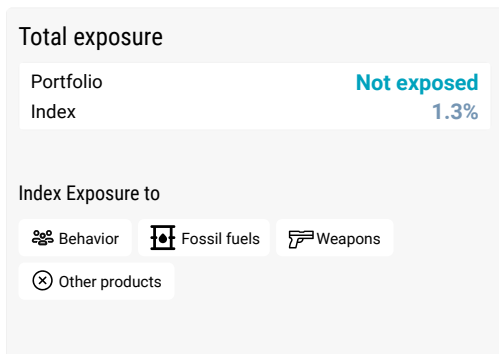 Total exposure
Portfolio Not exposed
Index 1.3%
Index Exposure to
Behavior Fossil fuels Weapons
Other products